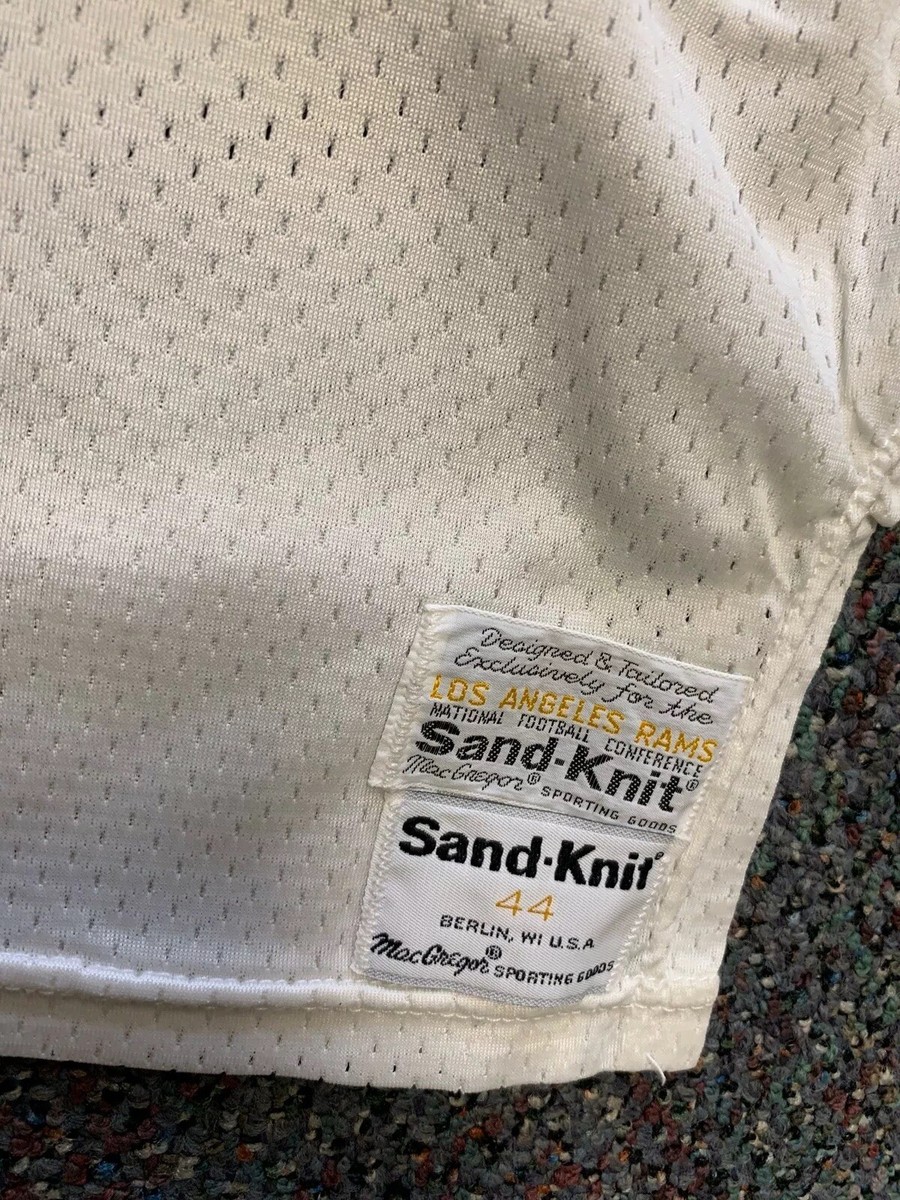 Designed & Tailored
Exclusively for the
LOS ANGELES RAMS
NATIONAL FOOTBALL CONFERENCE
Sand-Knit®
MacGregor® SPORTING GOODS
Sand-Knit®
44
BERLIN, WI U.S.A
MacGregor® SPORTING GOODS